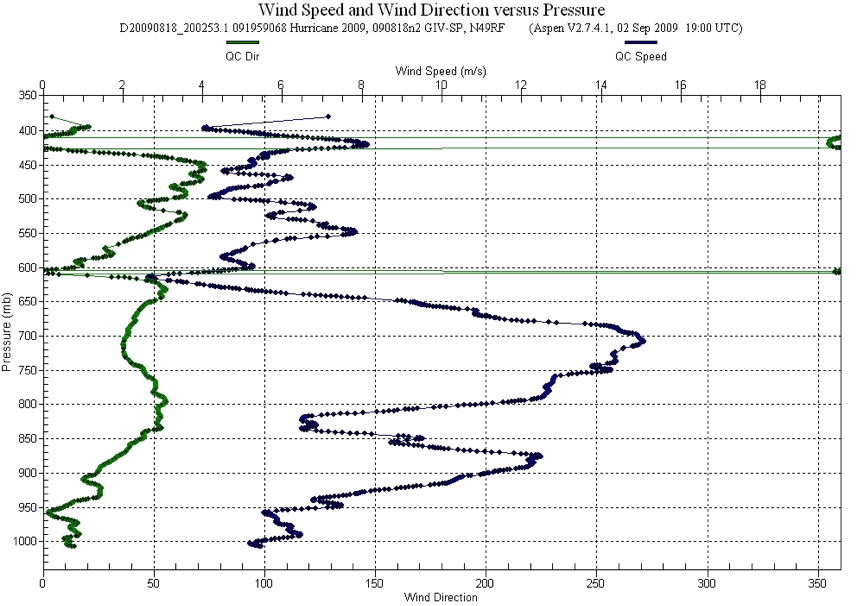 Wind Speed and Wind Direction versus Pressure
D20090818_200253.1 091959068 Hurricane 2009, 090818n2 GIV-SP, N49RF (Aspen V2.7.4.1, 02 Sep 2009 19:00 UTC)
QC Dir QC Speed
Wind Speed (m/s)
0 2 4 6 8 10 12 14 16 18
350
400
450
500
550
600
650
700
750
800
850
900
950
1000
Pressure (mb)
0 50 100 150 200 250 300 350
Wind Direction